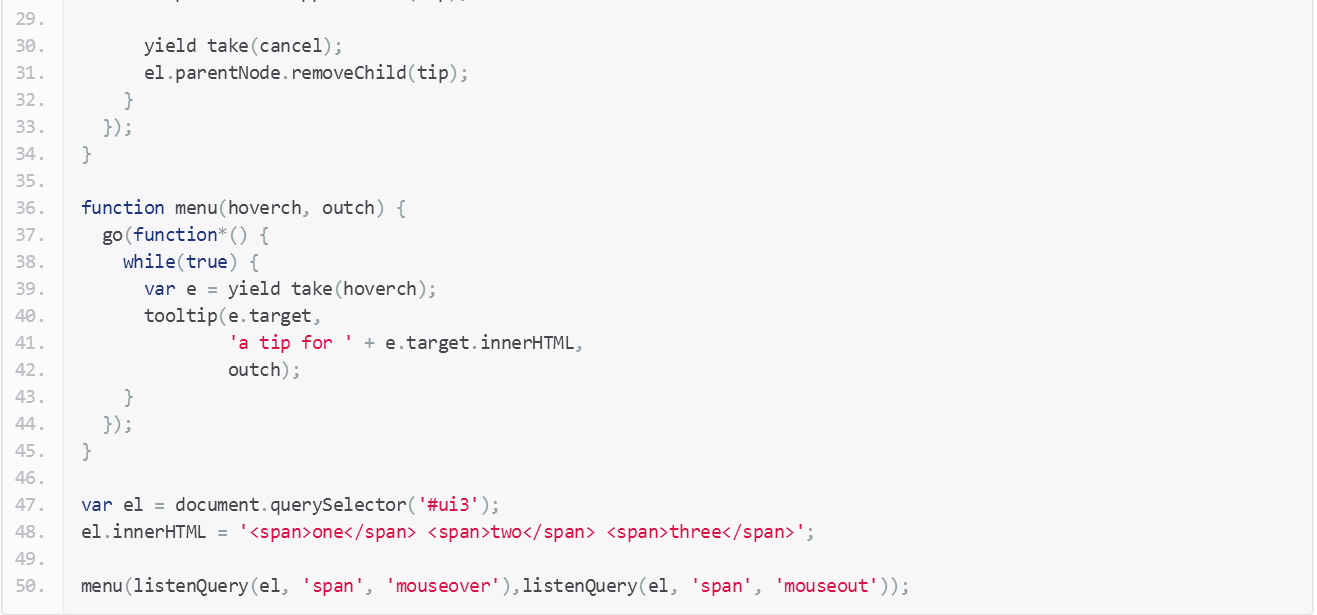 29.
30. yield take(cancel);
31. el.parentNode.removeChild(tip);
32. }
33. });
34. }
35.
36. function menu(hoverch, outch) {
37. go(function*() {
38. while(true) {
39. var e = yield take(hoverch);
40. tooltip(e.target,
41. 'a tip for ' + e.target.innerHTML,
42. outch);
43. }
44. });
45. }
46.
47. var el = document.querySelector('#ui3');
48. el.innerHTML = '<span>one</span> <span>two</span> <span>three</span>';
49.
50. menu(listenQuery(el, 'span', 'mouseover'),listenQuery(el, 'span', 'mouseout'));